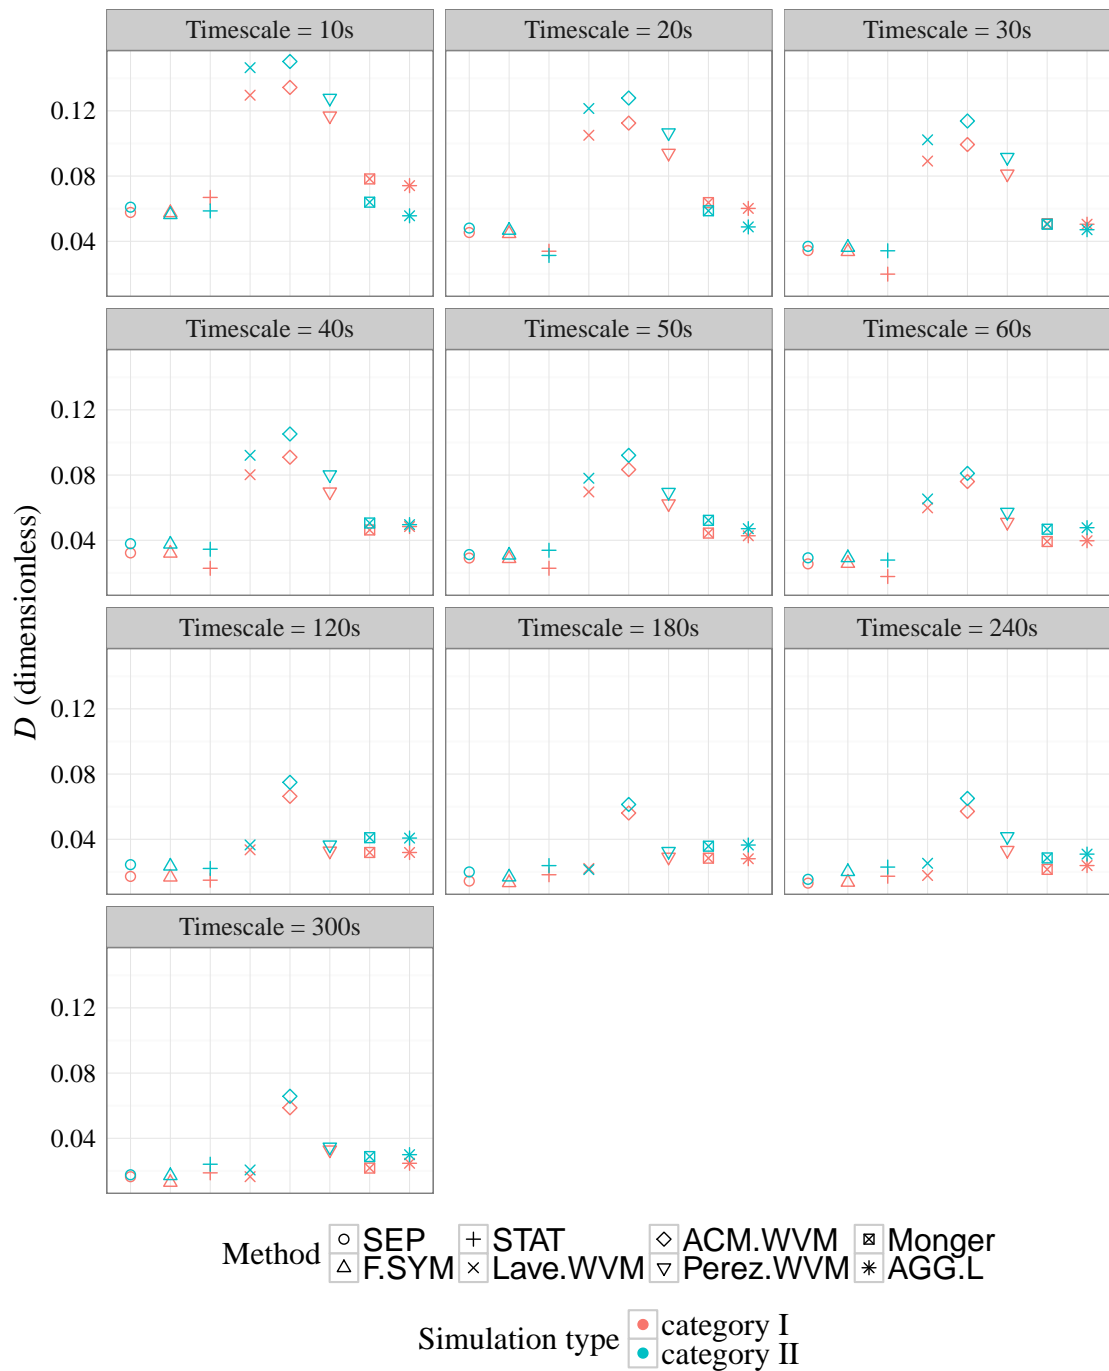 Timescale = 10s Timescale = 20s Timescale = 30s
0.12
0.08
0.04
Timescale = 40s Timescale = 50s Timescale = 60s
0.12
0.08
0.04
D (dimensionless)
Timescale = 120s Timescale = 180s Timescale = 240s
0.12
0.08
0.04
Timescale = 300s
0.12
0.08
0.04
Method SEP STAT ACM.WVM Monger
F.SYM Lave.WVM Perez.WVM AGG.L
Simulation type category I
category II